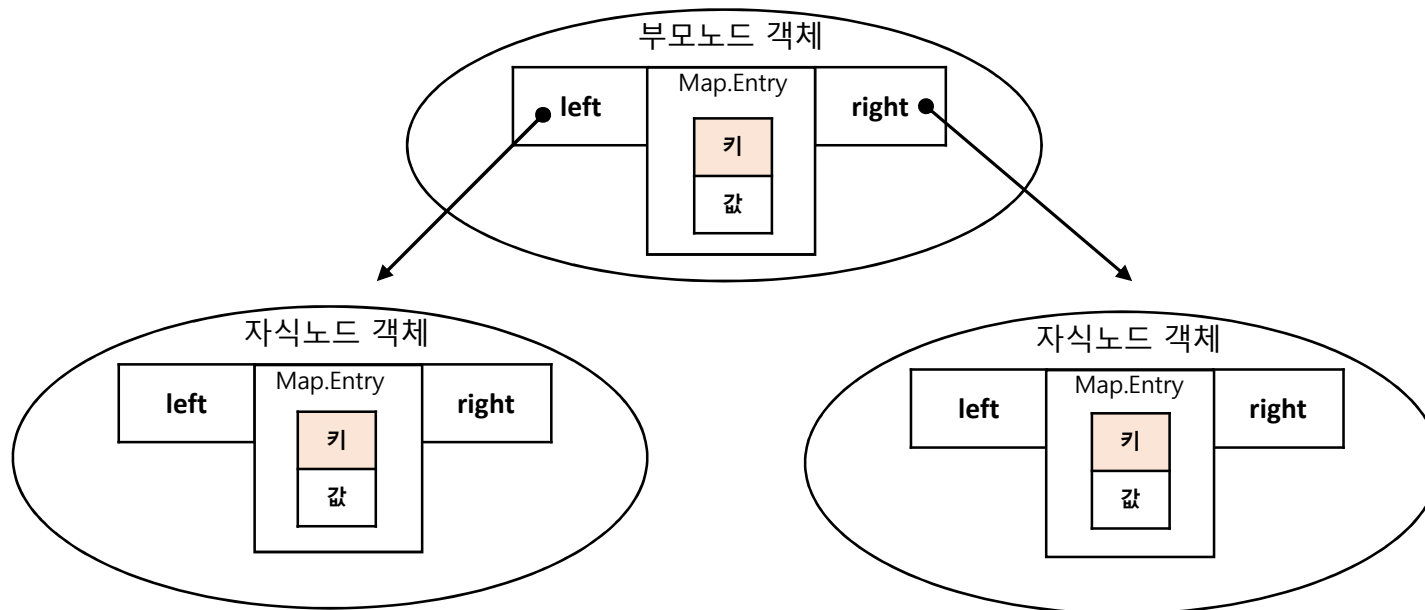 부모노드 객체
left
Map.Entry
right
키
값
자식노드 객체
left
Map.Entry
right
키
값
자식노드 객체
left
Map.Entry
right
키
값